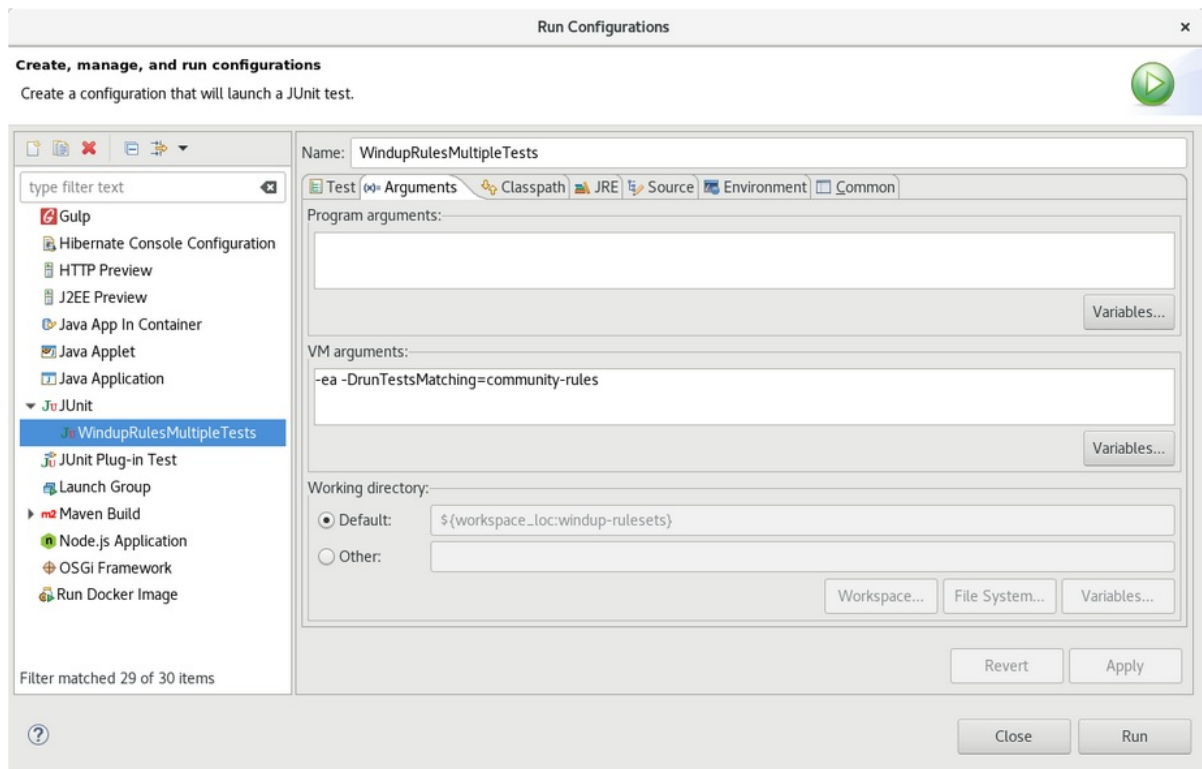 Run Configurations
Create, manage, and run configurations
Create a configuration that will launch a JUnit test.
type filter text
Gulp
Hibernate Console Configuration
HTTP Preview
J2EE Preview
Java App In Container
Java Applet
Java Application
JUnit
WindupRulesMultipleTests
JUnit Plug-in Test
Launch Group
Maven Build
Node.js Application
OSGi Framework
Run Docker Image
Filter matched 29 of 30 items
Name: WindupRulesMultipleTests
Test (x)= Arguments Classpath JRE Source Environment Common
Program arguments:
Variables...
VM arguments:
-ea -DrunTestsMatching=community-rules
Variables...
Working directory:
Default: ${workspace_loc:windup-rulesets}
Other:
Workspace... File System... Variables...
Revert Apply
Close Run